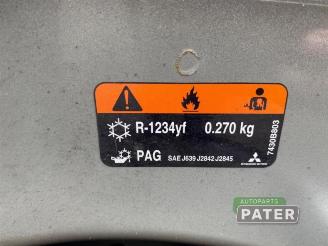 R-1234yf 0.270 kg
PAG SAE J639 J2842 J2845
7430B803
AUTOPARTS
PATER